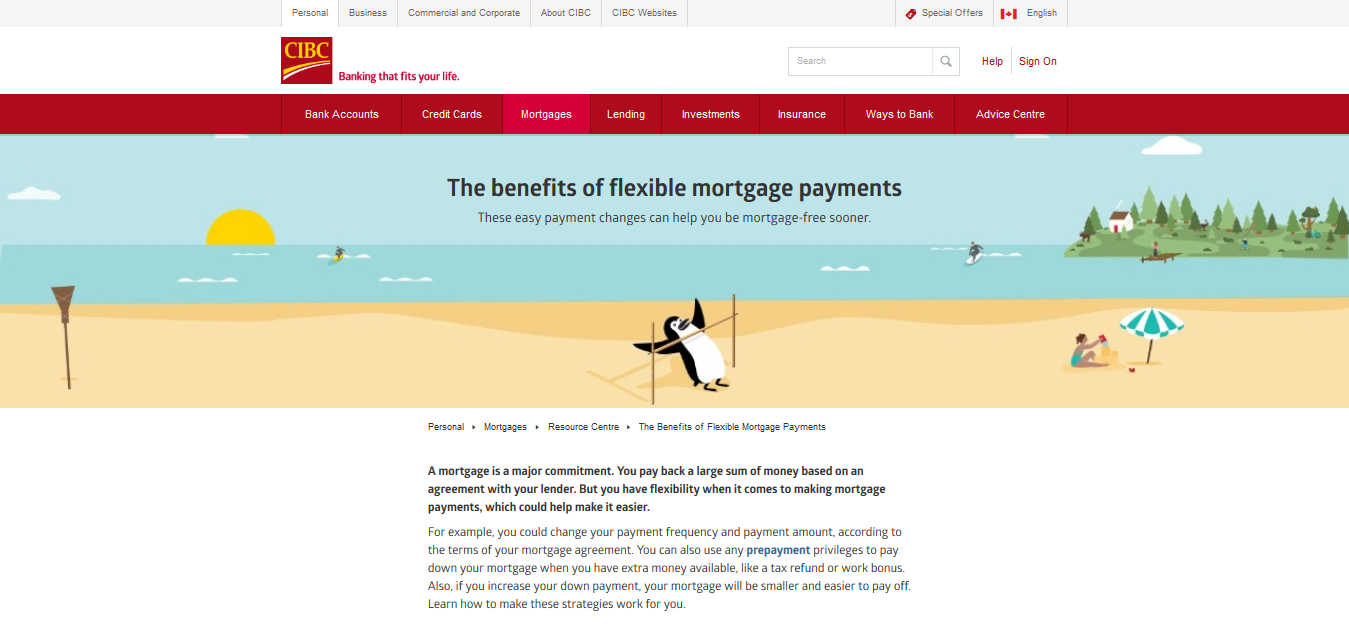 Personal
Business
Commercial and Corporate
About CIBC
CIBC Websites
Special Offers
English
CIBC
Banking that fits your life.
Search
Help
Sign On
Bank Accounts
Credit Cards
Mortgages
Lending
Investments
Insurance
Ways to Bank
Advice Centre
The benefits of flexible mortgage payments
These easy payment changes can help you be mortgage-free sooner.
Personal ▸ Mortgages ▸ Resource Centre ▸ The Benefits of Flexible Mortgage Payments
A mortgage is a major commitment. You pay back a large sum of money based on an
agreement with your lender. But you have flexibility when it comes to making mortgage
payments, which could help make it easier.
For example, you could change your payment frequency and payment amount, according to
the terms of your mortgage agreement. You can also use any prepayment privileges to pay
down your mortgage when you have extra money available, like a tax refund or work bonus.
Also, if you increase your down payment, your mortgage will be smaller and easier to pay off.
Learn how to make these strategies work for you.